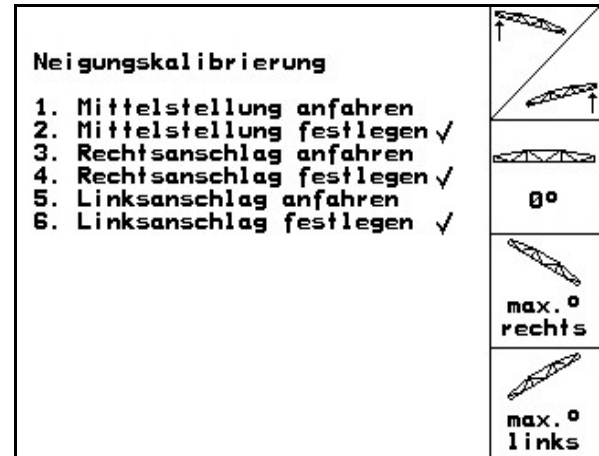 Neigungskalibrierung
1. Mittelstellung anfahren
2. Mittelstellung festlegen ✓
3. Rechtsanschlag anfahren
4. Rechtsanschlag festlegen ✓
5. Linksanschlag anfahren
6. Linksanschlag festlegen ✓
0°
max.°
rechts
max.°
links